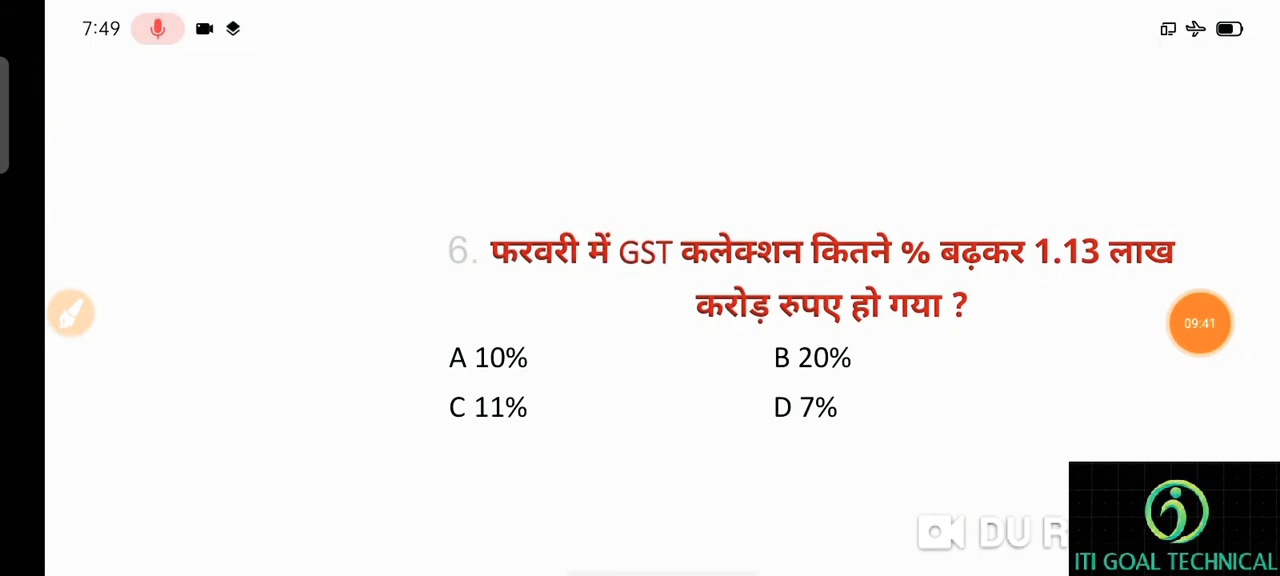 7:49
6. फरवरी में GST कलेक्शन कितने % बढ़कर 1.13 लाख
करोड़ रुपए हो गया ?
09:41
A 10% B 20%
C 11% D 7%
DU R
ITI GOAL TECHNICAL